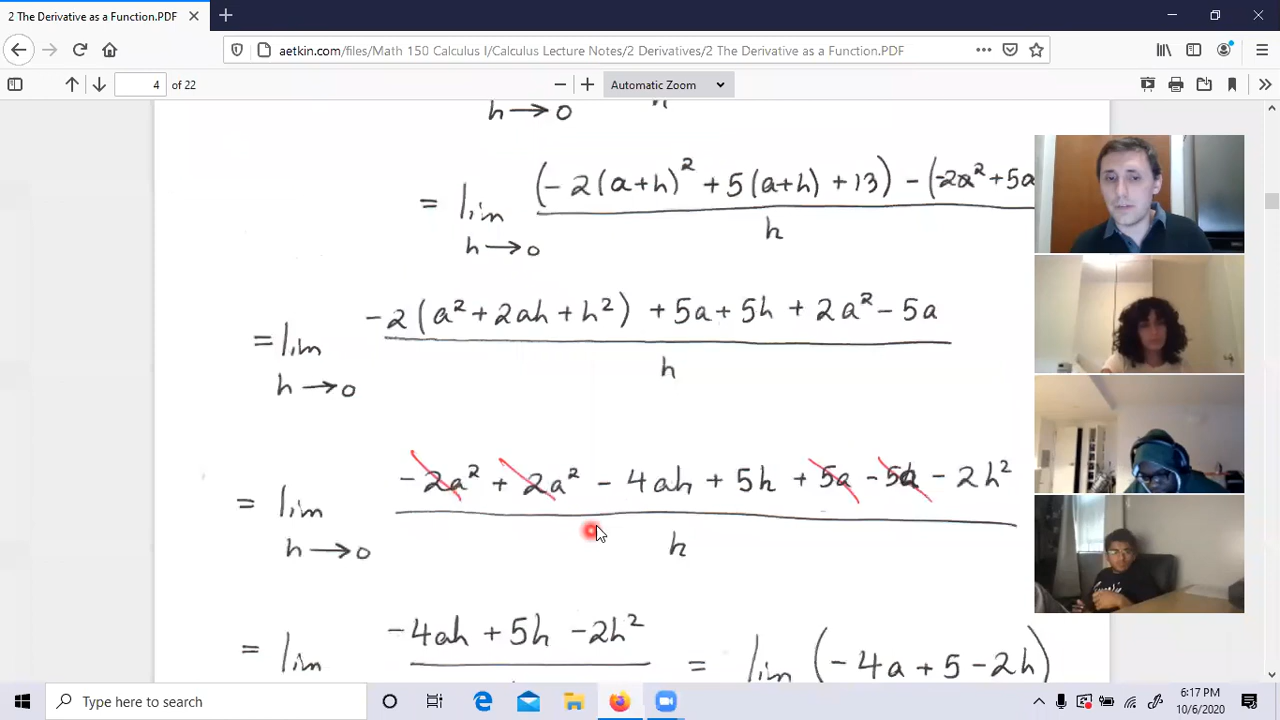 2 The Derivative as a Function.PDF
aetkin.com/files/Math 150 Calculus I/Calculus Lecture Notes/2 Derivatives/2 The Derivative as a Function.PDF
4 of 22
Automatic Zoom
h→0
= lim h→0 (-2(a+h)² + 5(a+h) + 13) - (-2a² + 5a
h
= lim h→0 -2(a² + 2ah + h²) + 5a + 5h + 2a² - 5a
h
= lim h→0 -2a² + 2a² - 4ah + 5h + 5a - 5a - 2h²
h
= lim -4ah + 5h - 2h² = lim (-4a + 5 - 2h)
Type here to search
6:17 PM
10/6/2020